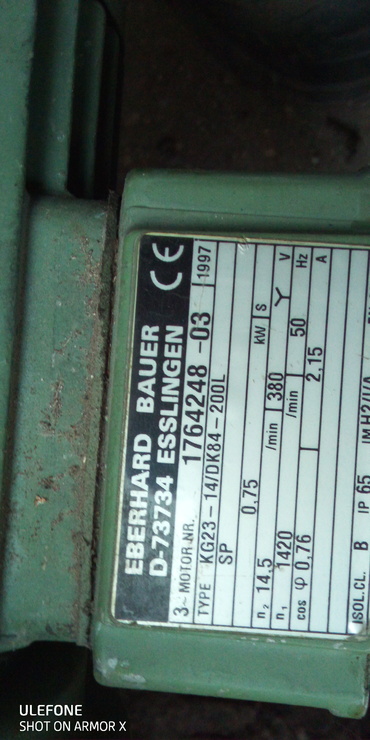 EBERHARD BAUER
D-73734 ESSLINGEN CE
3~ MOTOR-NR. 1764248-03 1997
TYPE KG23-14/DK84-200L
SP
0.75 kW S
n₂ 14,5 /min 380 Y V
n₁ 1420 /min 50 Hz
cos φ 0,76 2,15 A
ISOL.CL. B IP 65 IM H2/
ULEFONE
SHOT ON ARMOR X